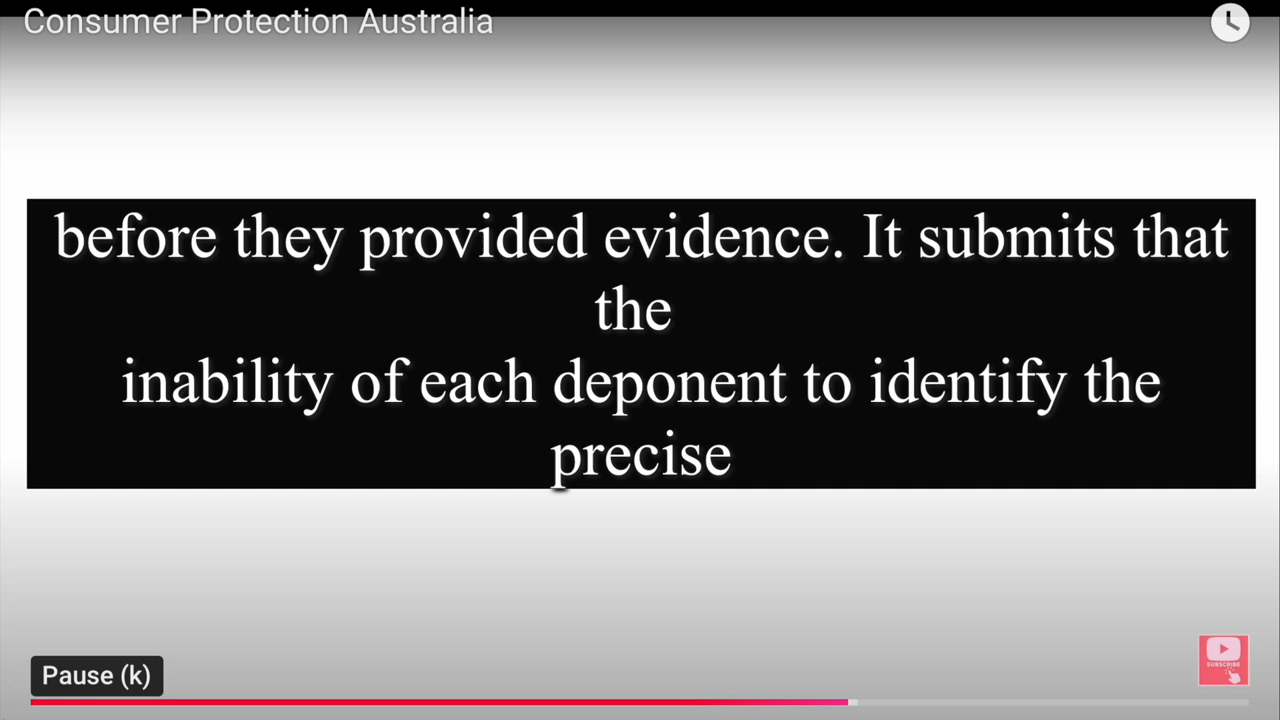 Consumer Protection Australia
before they provided evidence. It submits that
the
inability of each deponent to identify the
precise
SUBSCRIBE
Pause (k)